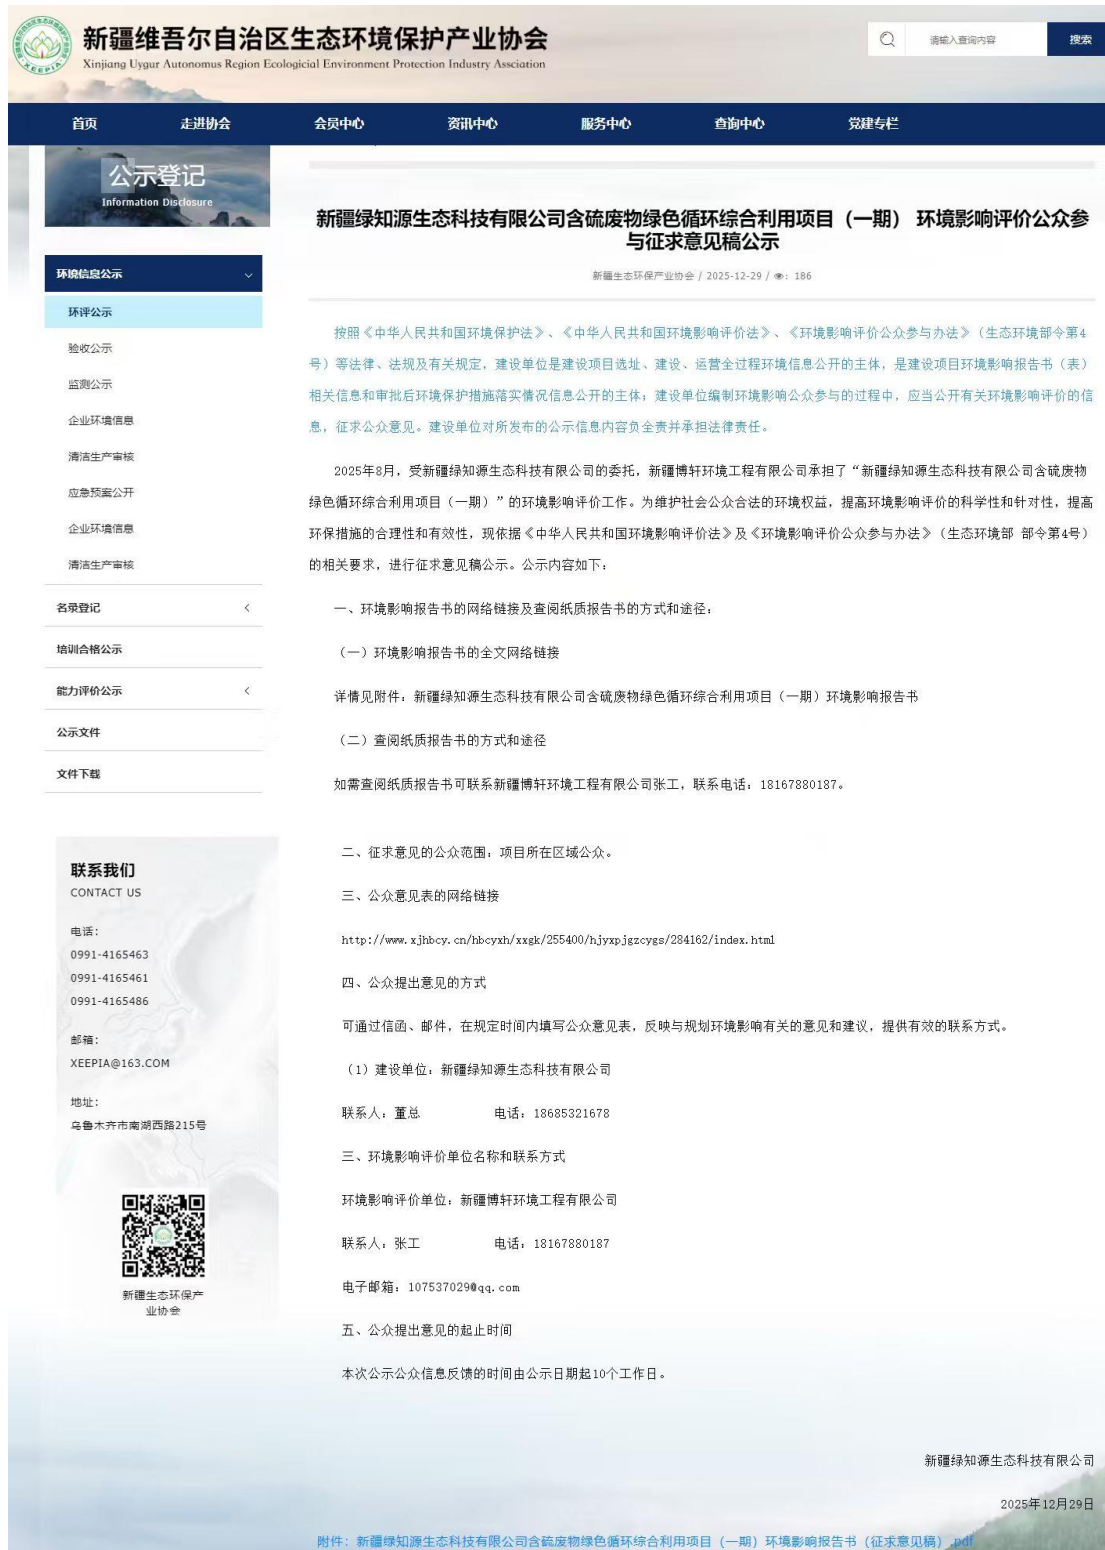 新疆维吾尔自治区生态环境保护产业协会
Xinjiang Uygur Autonomus Region Ecologicial Environment Protection Industry Assciation
XEEPIA
请输入查询内容
搜索
首页
走进协会
会员中心
资讯中心
服务中心
查询中心
党建专栏
公示登记
Information Disclosure
环境信息公示
环评公示
验收公示
监测公示
企业环境信息
清洁生产审核
应急预案公开
企业环境信息
清洁生产审核
名录登记
培训合格公示
能力评价公示
公示文件
文件下载
联系我们
CONTACT US
电话：
0991-4165463
0991-4165461
0991-4165486
邮箱：
XEEPIA@163.COM
地址：
乌鲁木齐市南湖西路215号
新疆生态环保产
业协会
新疆绿知源生态科技有限公司含硫废物绿色循环综合利用项目（一期） 环境影响评价公众参
与征求意见稿公示
新疆生态环保产业协会 / 2025-12-29 / : 186
按照《中华人民共和国环境保护法》、《中华人民共和国环境影响评价法》、《环境影响评价公众参与办法》（生态环境部令第4
号）等法律、法规及有关规定，建设单位是建设项目选址、建设、运营全过程环境信息公开的主体，是建设项目环境影响报告书（表）
相关信息和审批后环境保护措施落实情况信息公开的主体；建设单位编制环境影响公众参与的过程中，应当公开有关环境影响评价的信
息，征求公众意见。建设单位对所发布的公示信息内容负全责并承担法律责任。
2025年8月，受新疆绿知源生态科技有限公司的委托，新疆博轩环境工程有限公司承担了“新疆绿知源生态科技有限公司含硫废物
绿色循环综合利用项目（一期）”的环境影响评价工作。为维护社会公众合法的环境权益，提高环境影响评价的科学性和针对性，提高
环保措施的合理性和有效性，现依据《中华人民共和国环境影响评价法》及《环境影响评价公众参与办法》（生态环境部 部令第4号）
的相关要求，进行征求意见稿公示。公示内容如下：
一、环境影响报告书的网络链接及查阅纸质报告书的方式和途径：
（一）环境影响报告书的全文网络链接
详情见附件：新疆绿知源生态科技有限公司含硫废物绿色循环综合利用项目（一期）环境影响报告书
（二）查阅纸质报告书的方式和途径
如需查阅纸质报告书可联系新疆博轩环境工程有限公司张工，联系电话：18167880187。
二、征求意见的公众范围：项目所在区域公众。
三、公众意见表的网络链接
http://www.xjhbcy.cn/hbcyxh/xxgk/255400/hjyxpjgzcygs/284162/index.html
四、公众提出意见的方式
可通过信函、邮件，在规定时间内填写公众意见表，反映与规划环境影响有关的意见和建议，提供有效的联系方式。
（1）建设单位：新疆绿知源生态科技有限公司
联系人：董总 电话：18685321678
三、环境影响评价单位名称和联系方式
环境影响评价单位：新疆博轩环境工程有限公司
联系人：张工 电话：18167880187
电子邮箱：107537029@qq.com
五、公众提出意见的起止时间
本次公示公众信息反馈的时间由公示日期起10个工作日。
新疆绿知源生态科技有限公司
2025年12月29日
附件：新疆绿知源生态科技有限公司含硫废物绿色循环综合利用项目（一期）环境影响报告书（征求意见稿）.pdf